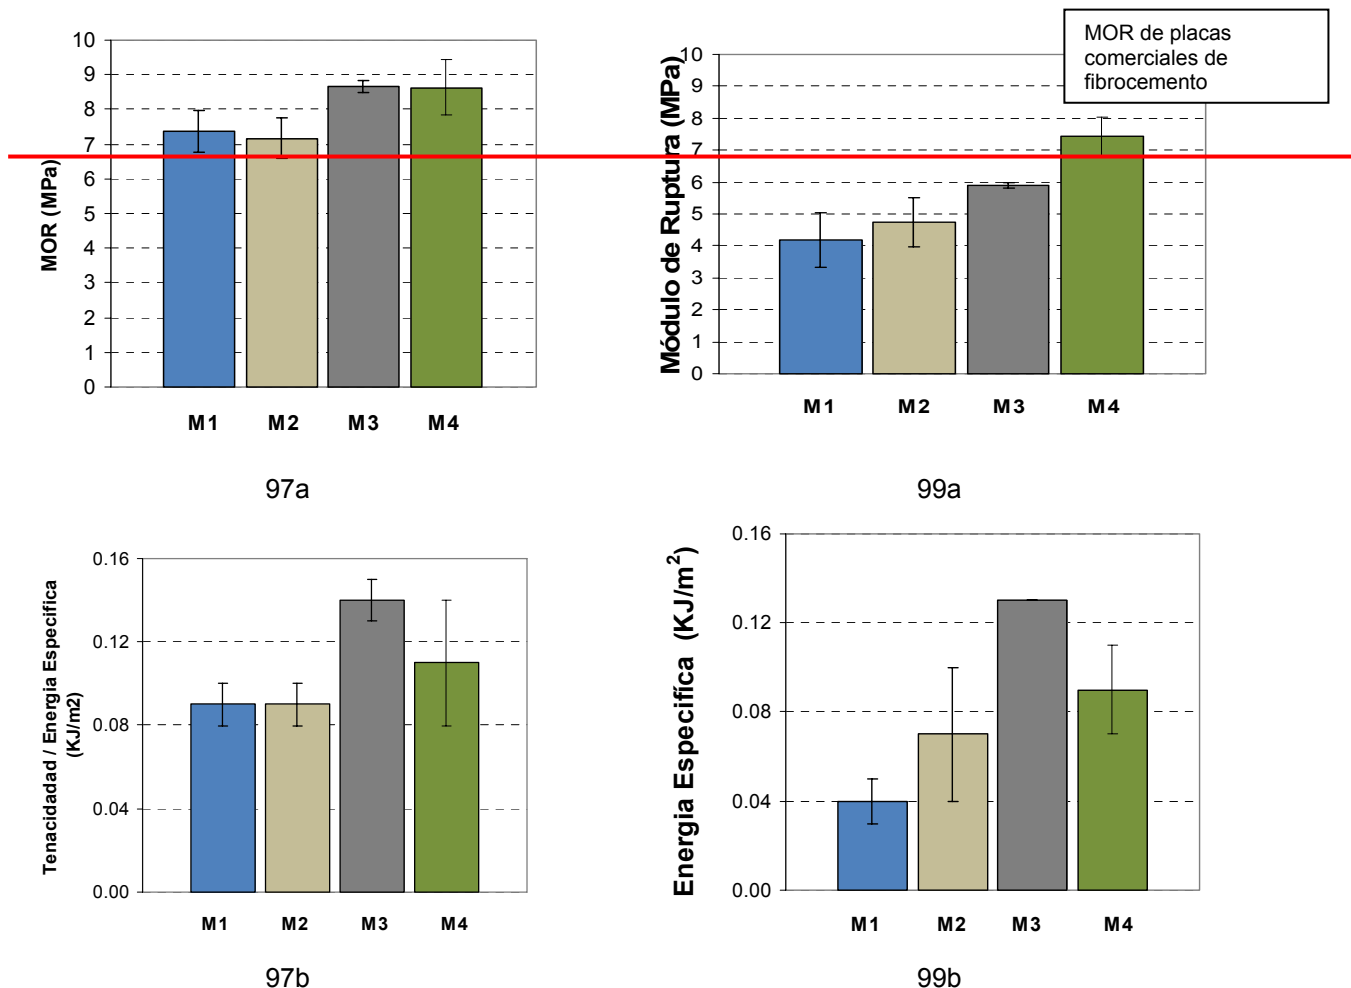 MOR (MPa)
10
9
8
7
6
5
4
3
2
1
0
M1 M2 M3 M4
97a
MOR de placas
comerciales de
fibrocemento
Módulo de Ruptura (MPa)
10
9
8
7
6
5
4
3
2
1
0
M1 M2 M3 M4
99a
Tenacidadad / Energia Especifica
(KJ/m2)
0.16
0.12
0.08
0.04
0.00
M1 M2 M3 M4
97b
Energia Específica (KJ/m²)
0.16
0.12
0.08
0.04
0.00
M1 M2 M3 M4
99b